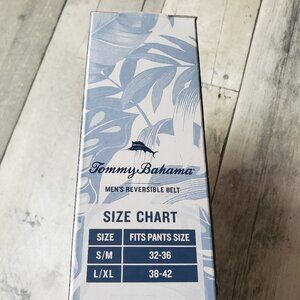 Tommy Bahama
MEN'S REVERSIBLE BELT
SIZE CHART
SIZE FITS PANTS SIZE
S/M 32-36
L/XL 38-42